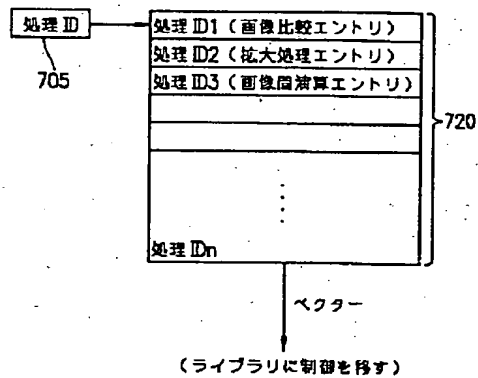 処理ID
705
処理ID1(画像比較エントリ)
処理ID2(拡大処理エントリ)
処理ID3(画像間演算エントリ)
720
処理IDn
ベクター
(ライブラリに制御を移す)